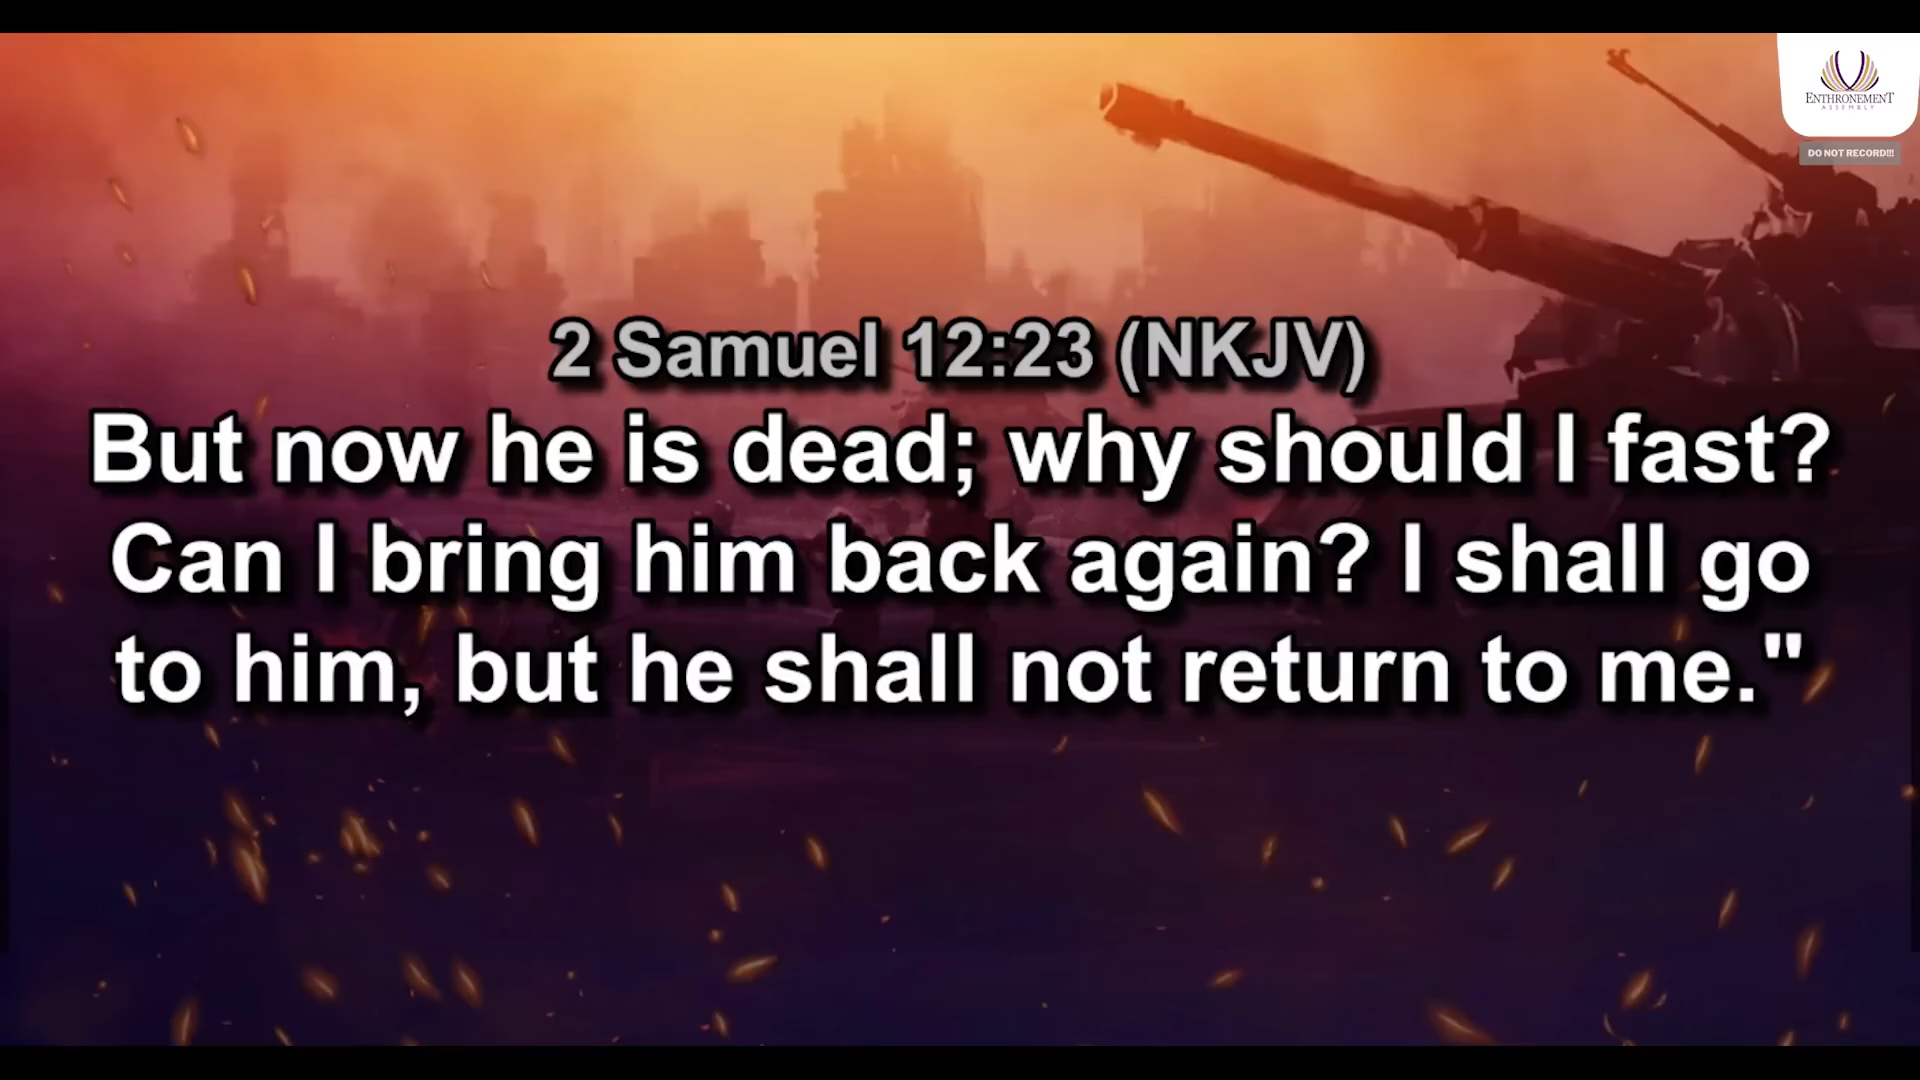 ENTHRONEMENT
ASSEMBLY
DO NOT RECORD!!!
2 Samuel 12:23 (NKJV)
But now he is dead; why should I fast?
Can I bring him back again? I shall go
to him, but he shall not return to me."